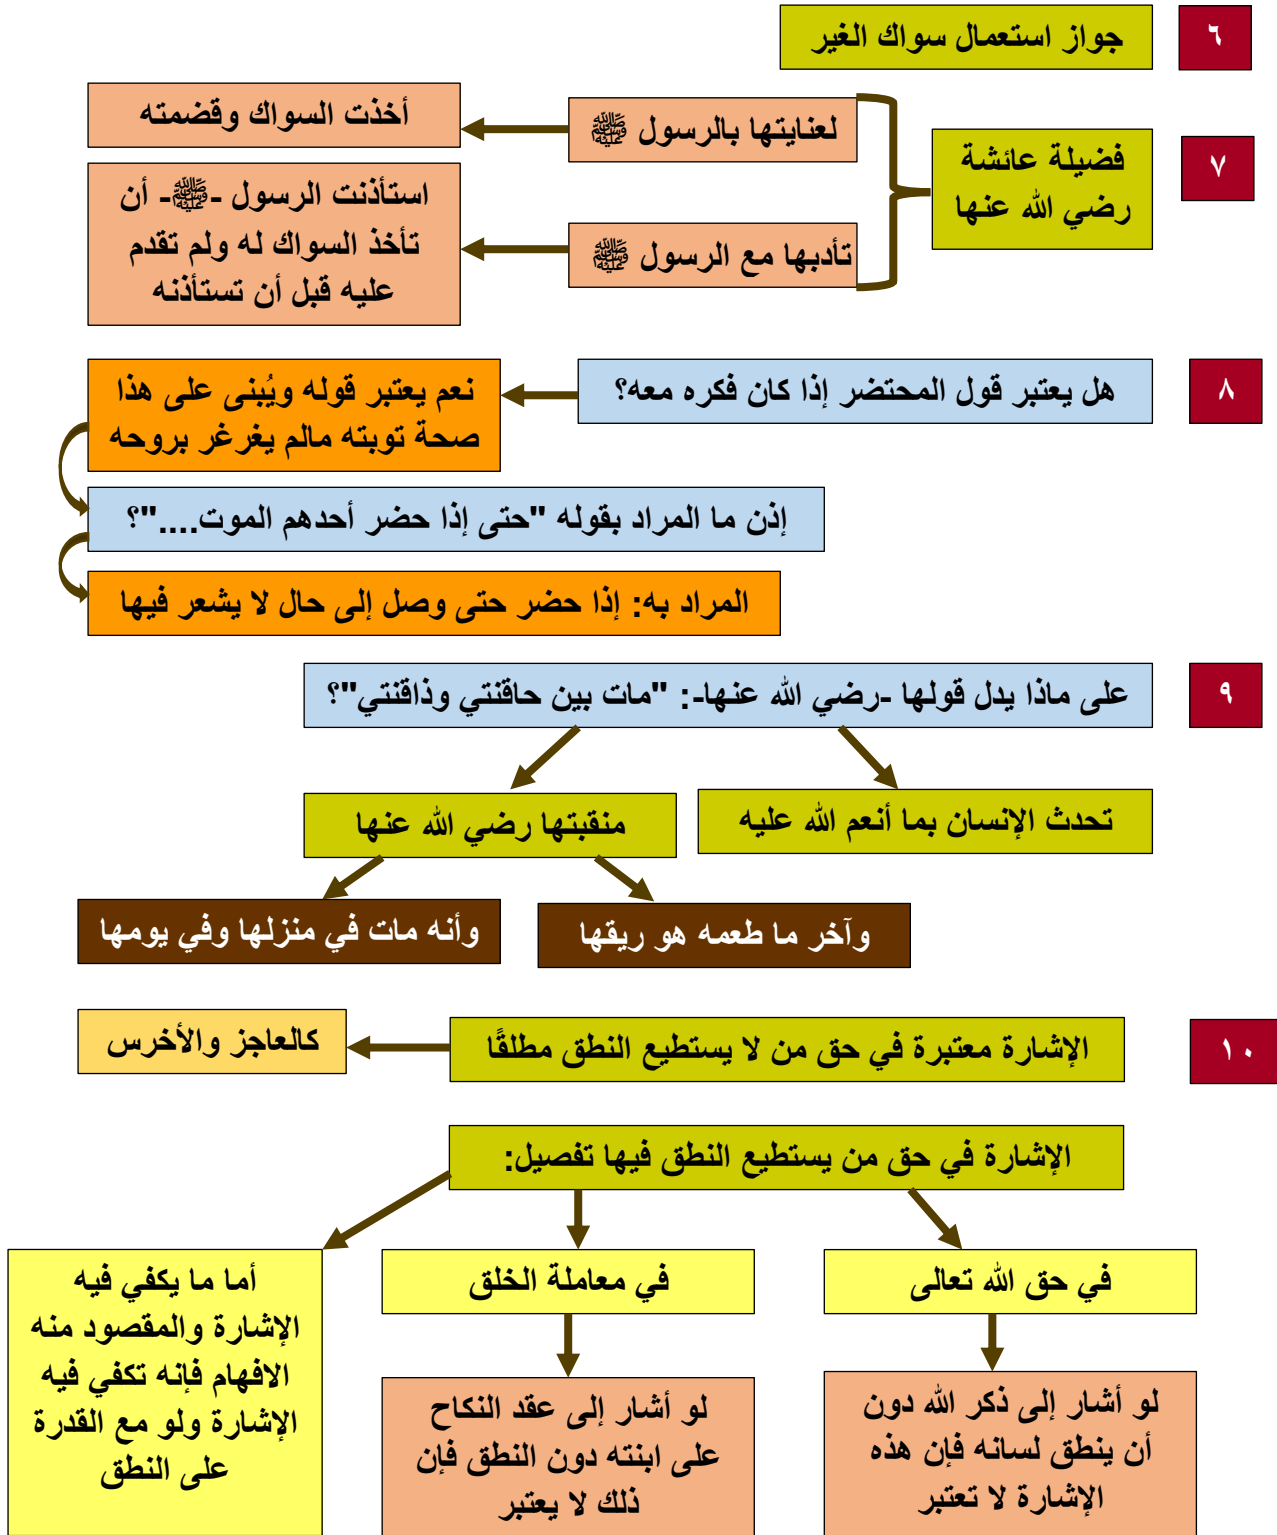 ٦
جواز استعمال سواك الغير
٧
فضيلة عائشة
رضي الله عنها
لعنايتها بالرسول ﷺ
أخذت السواك وقضمته
تأدبها مع الرسول ﷺ
استأذنت الرسول -ﷺ- أن
تأخذ السواك له ولم تقدم
عليه قبل أن تستأذنه
٨
هل يعتبر قول المحتضر إذا كان فكره معه؟
نعم يعتبر قوله ويُبنى على هذا
صحة توبته مالم يغرغر بروحه
إذن ما المراد بقوله "حتى إذا حضر أحدهم الموت...."؟
المراد به: إذا حضر حتى وصل إلى حال لا يشعر فيها
٩
على ماذا يدل قولها -رضي الله عنها-: "مات بين حاقنتي وذاقنتي"؟
تحدث الإنسان بما أنعم الله عليه
منقبتها رضي الله عنها
وآخر ما طعمه هو ريقها
وأنه مات في منزلها وفي يومها
١٠
الإشارة معتبرة في حق من لا يستطيع النطق مطلقًا
كالعاجز والأخرس
الإشارة في حق من يستطيع النطق فيها تفصيل:
في حق الله تعالى
لو أشار إلى ذكر الله دون
أن ينطق لسانه فإن هذه
الإشارة لا تعتبر
في معاملة الخلق
لو أشار إلى عقد النكاح
على ابنته دون النطق فإن
ذلك لا يعتبر
أما ما يكفي فيه
الإشارة والمقصود منه
الافهام فإنه تكفي فيه
الإشارة ولو مع القدرة
على النطق